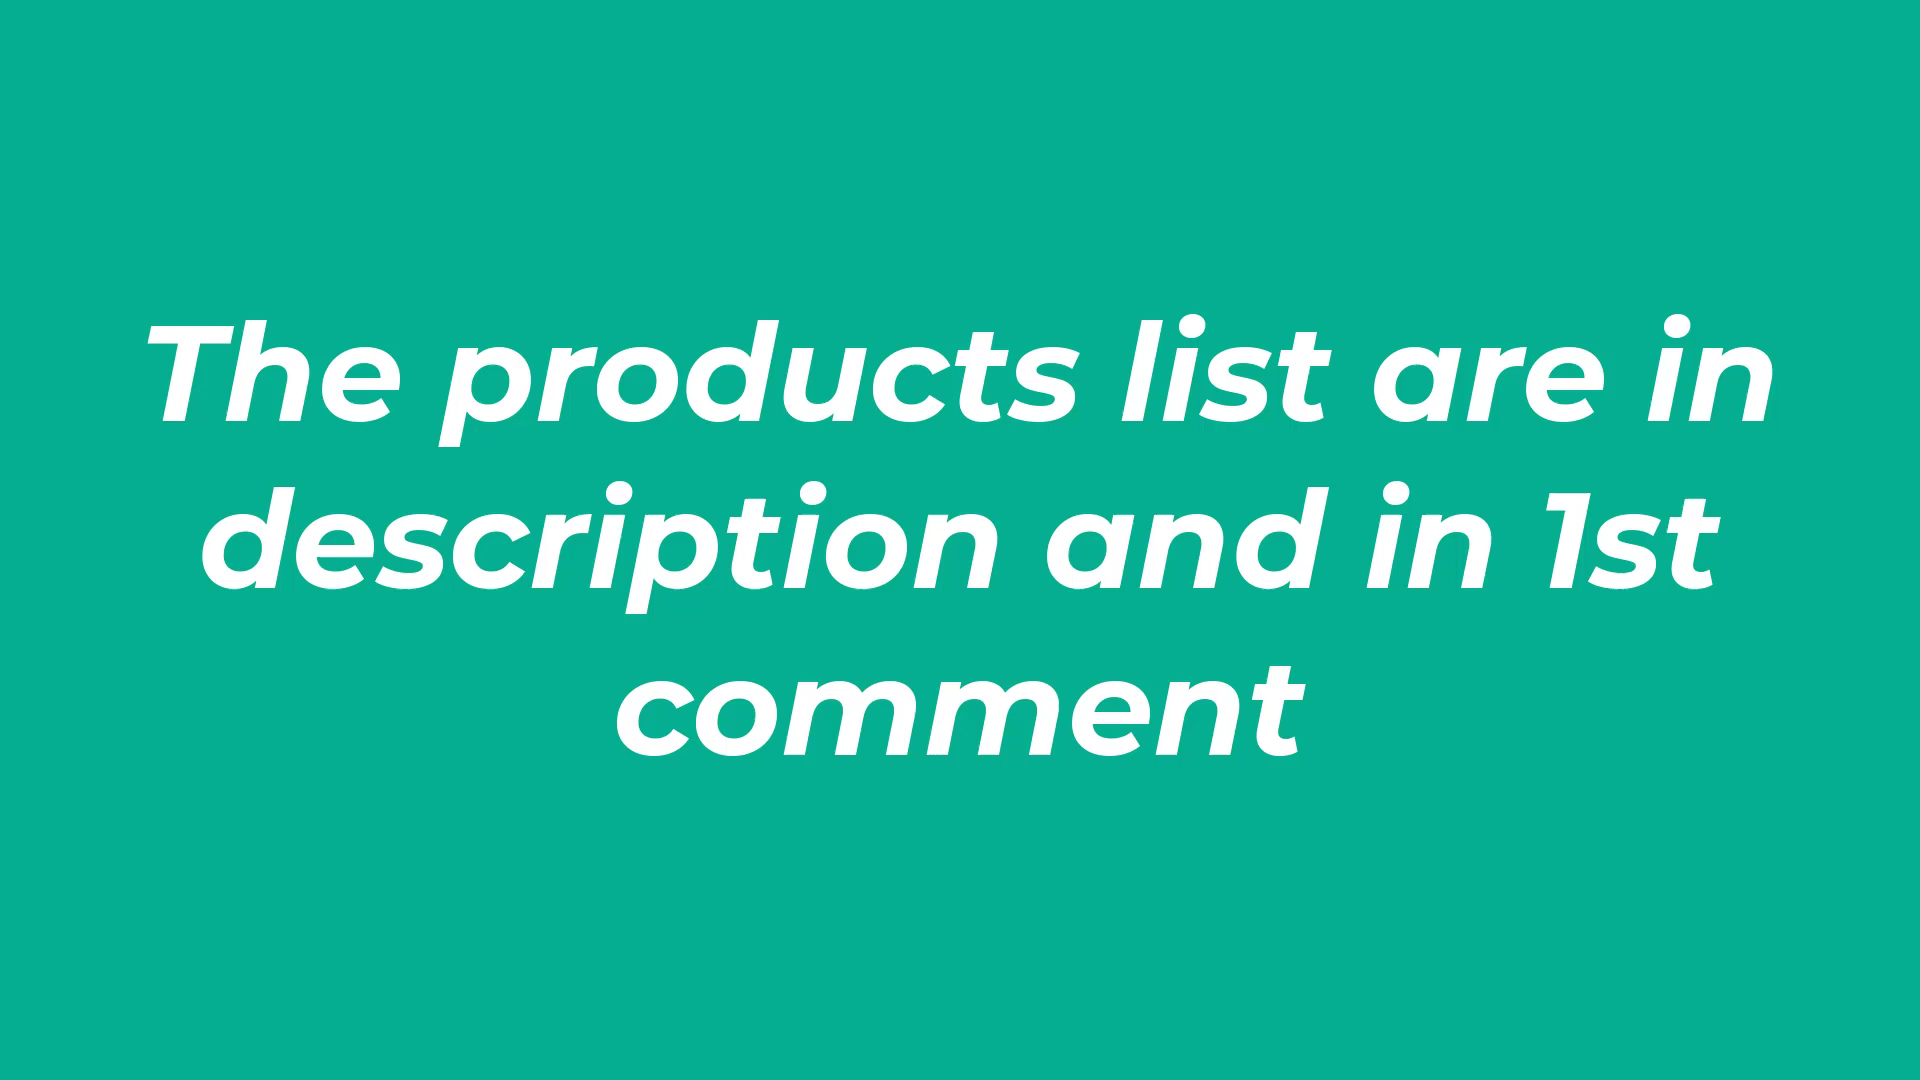 The products list are in
description and in 1st
comment